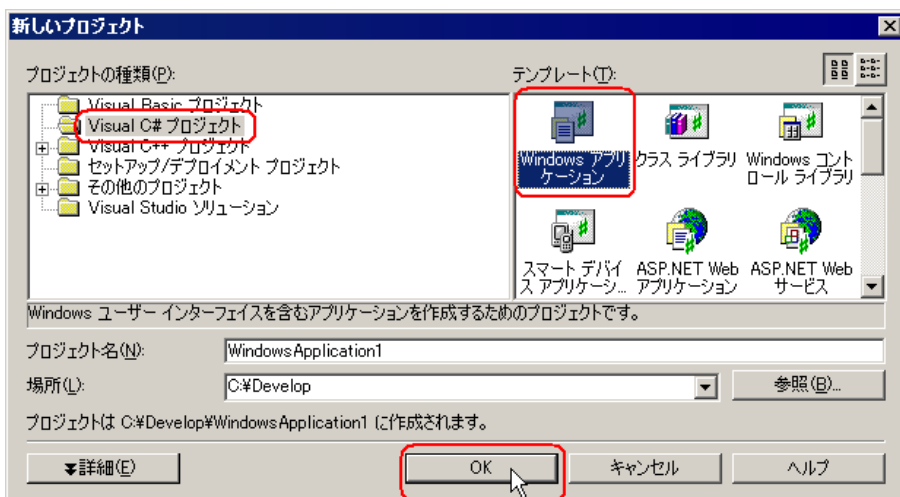 新しいプロジェクト
プロジェクトの種類(P):
Visual Basic プロジェクト
Visual C# プロジェクト
Visual C++ プロジェクト
セットアップ/デプロイメント プロジェクト
その他のプロジェクト
Visual Studio ソリューション
テンプレート(T):
Windows アプリ
ケーション
クラス ライブラリ
Windows コント
ロール ライブラリ
スマート デバイ
ス アプリケーシ...
ASP.NET Web
アプリケーション
ASP.NET Web
サービス
Windows ユーザー インターフェイスを含むアプリケーションを作成するためのプロジェクトです。
プロジェクト名(N):
WindowsApplication1
場所(L):
C:¥Develop
参照(B)...
プロジェクトは C:¥Develop¥WindowsApplication1 に作成されます。
詳細(E)
OK
キャンセル
ヘルプ